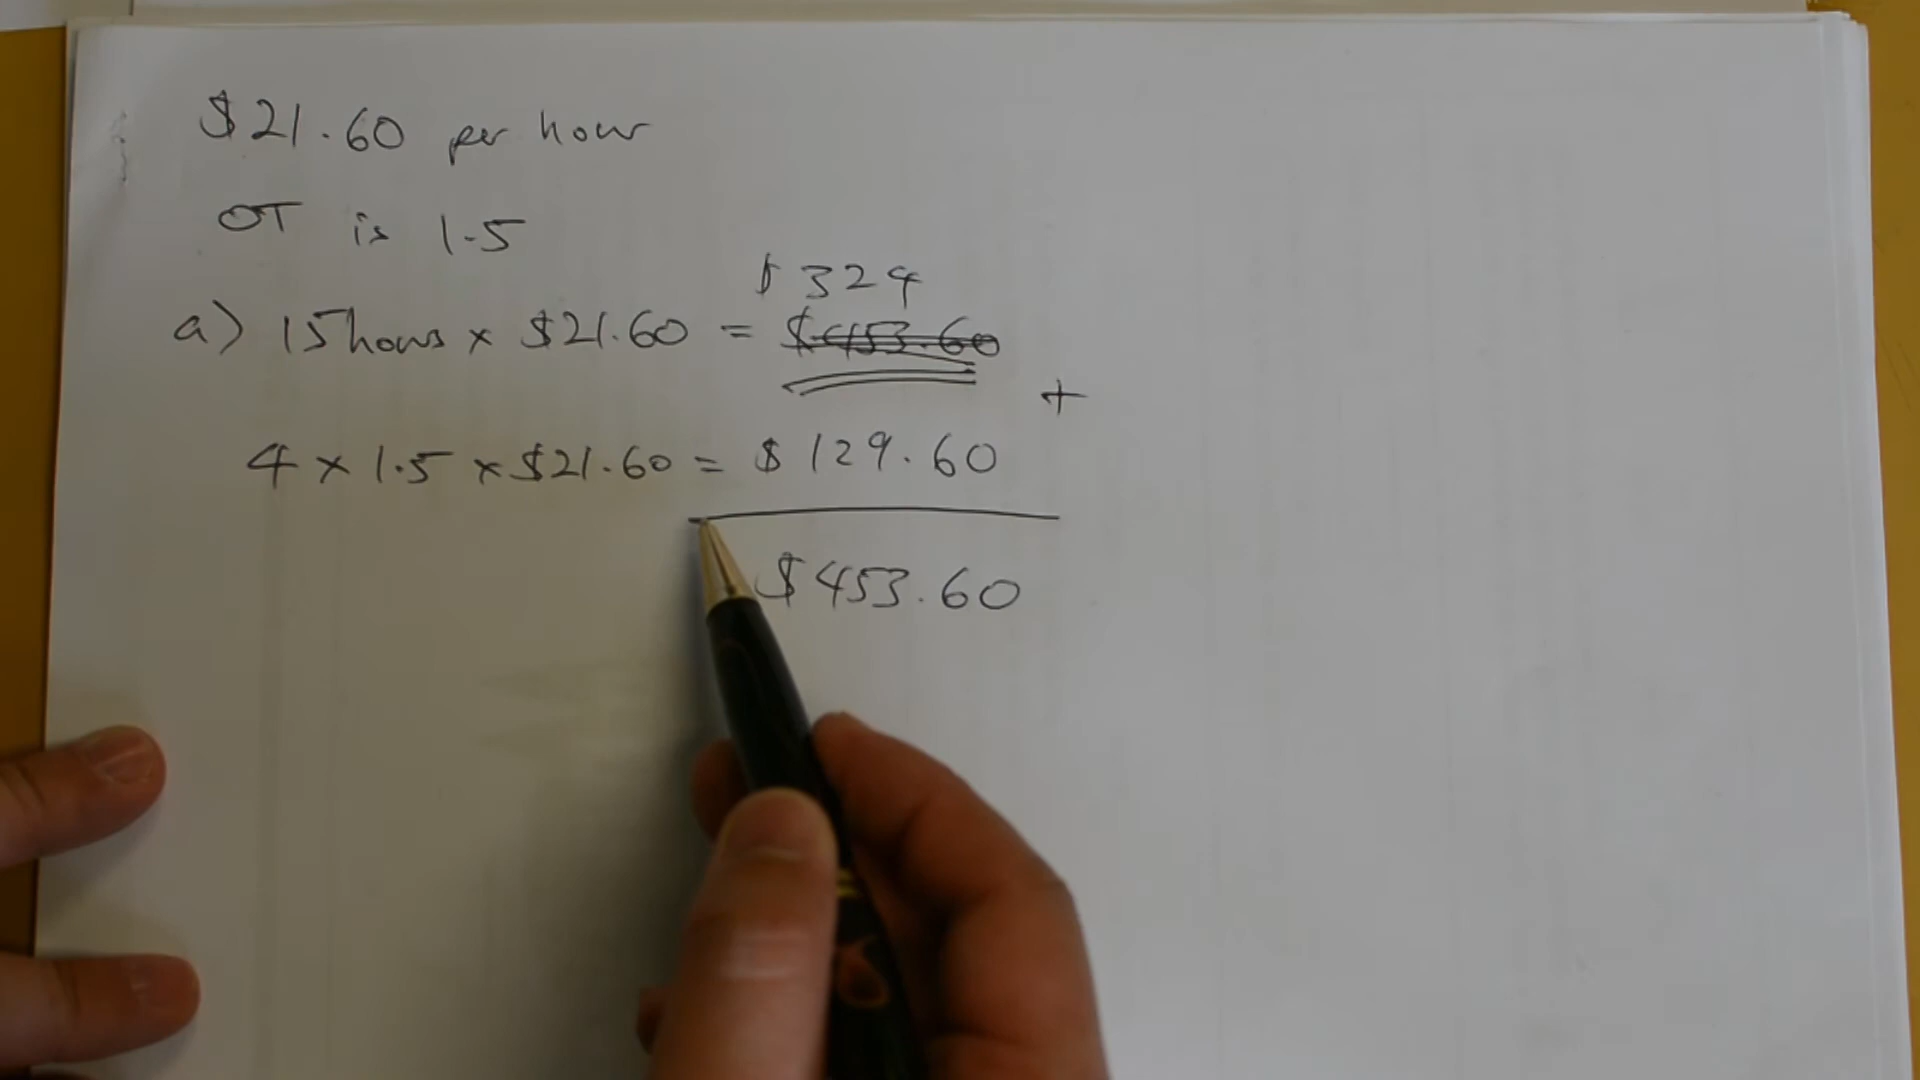 $21.60 per hour
OT is 1.5
$324
a) 15 hours × $21.60 = $453.60
+
4 × 1.5 × $21.60 = $129.60
$453.60